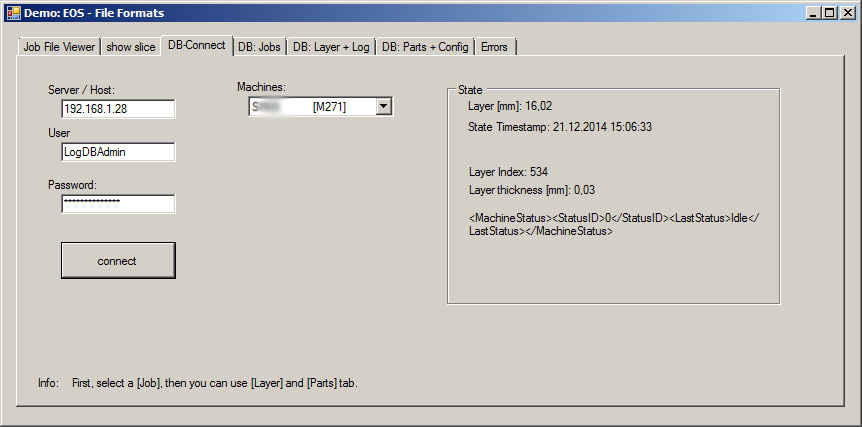 Demo: EOS - File Formats
Job File Viewer show slice DB-Connect DB: Jobs DB: Layer + Log DB: Parts + Config Errors
Server / Host:
192.168.1.28
User
LogDBAdmin
Password:
**************
connect
Machines:
[M271]
State
Layer [mm]: 16,02
State Timestamp: 21.12.2014 15:06:33
Layer Index: 534
Layer thickness [mm]: 0,03
<MachineStatus><StatusID>0</StatusID><LastStatus>Idle</
LastStatus></MachineStatus>
Info: First, select a [Job], then you can use [Layer] and [Parts] tab.